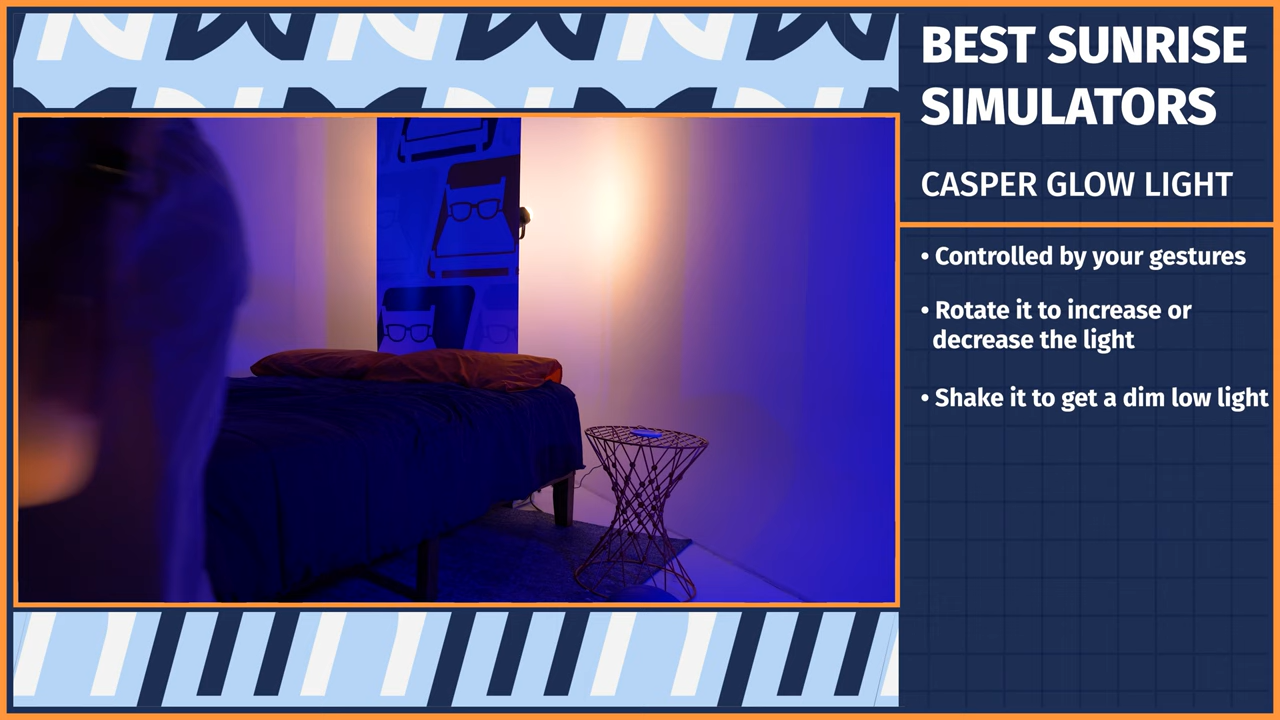 BEST SUNRISE
SIMULATORS
CASPER GLOW LIGHT
• Controlled by your gestures
• Rotate it to increase or
decrease the light
• Shake it to get a dim low light